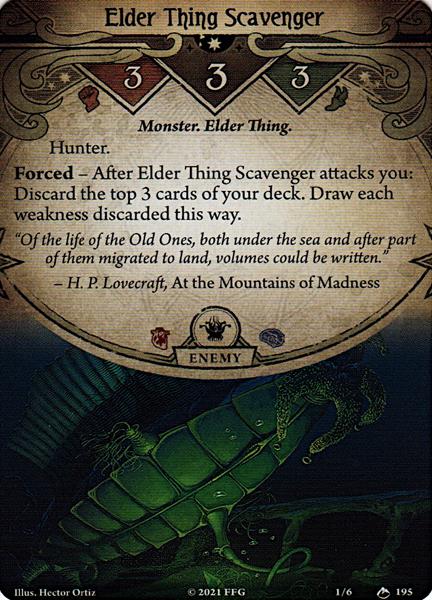 Elder Thing Scavenger
3 3 3
Monster. Elder Thing.
Hunter.
Forced – After Elder Thing Scavenger attacks you:
Discard the top 3 cards of your deck. Draw each
weakness discarded this way.
“Of the life of the Old Ones, both under the sea and after part
of them migrated to land, volumes could be written.”
– H. P. Lovecraft, At the Mountains of Madness
ENEMY
Illus. Hector Ortiz © 2021 FFG 1/6 195